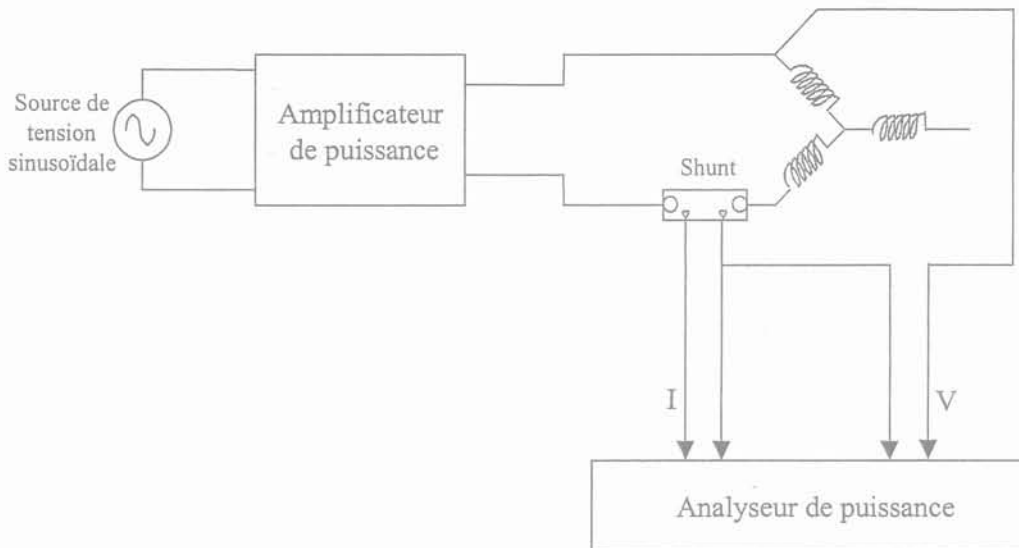 Source de
tension
sinusoïdale
Amplificateur
de puissance
Shunt
I
V
Analyseur de puissance